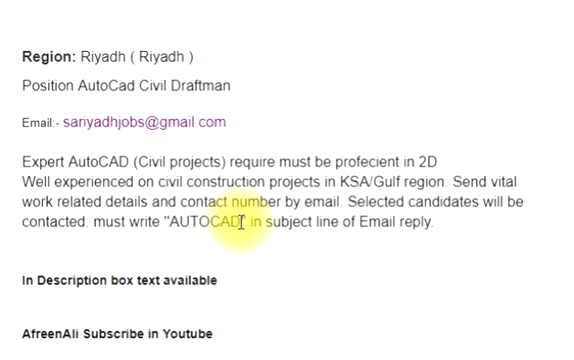 Region: Riyadh ( Riyadh )
Position AutoCad Civil Draftman
Email:- sariyadhjobs@gmail.com
Expert AutoCAD (Civil projects) require must be profecient in 2D
Well experienced on civil construction projects in KSA/Gulf region. Send vital
work related details and contact number by email. Selected candidates will be
contacted. must write "AUTOCAD" in subject line of Email reply.
In Description box text available
AfreenAli Subscribe in Youtube